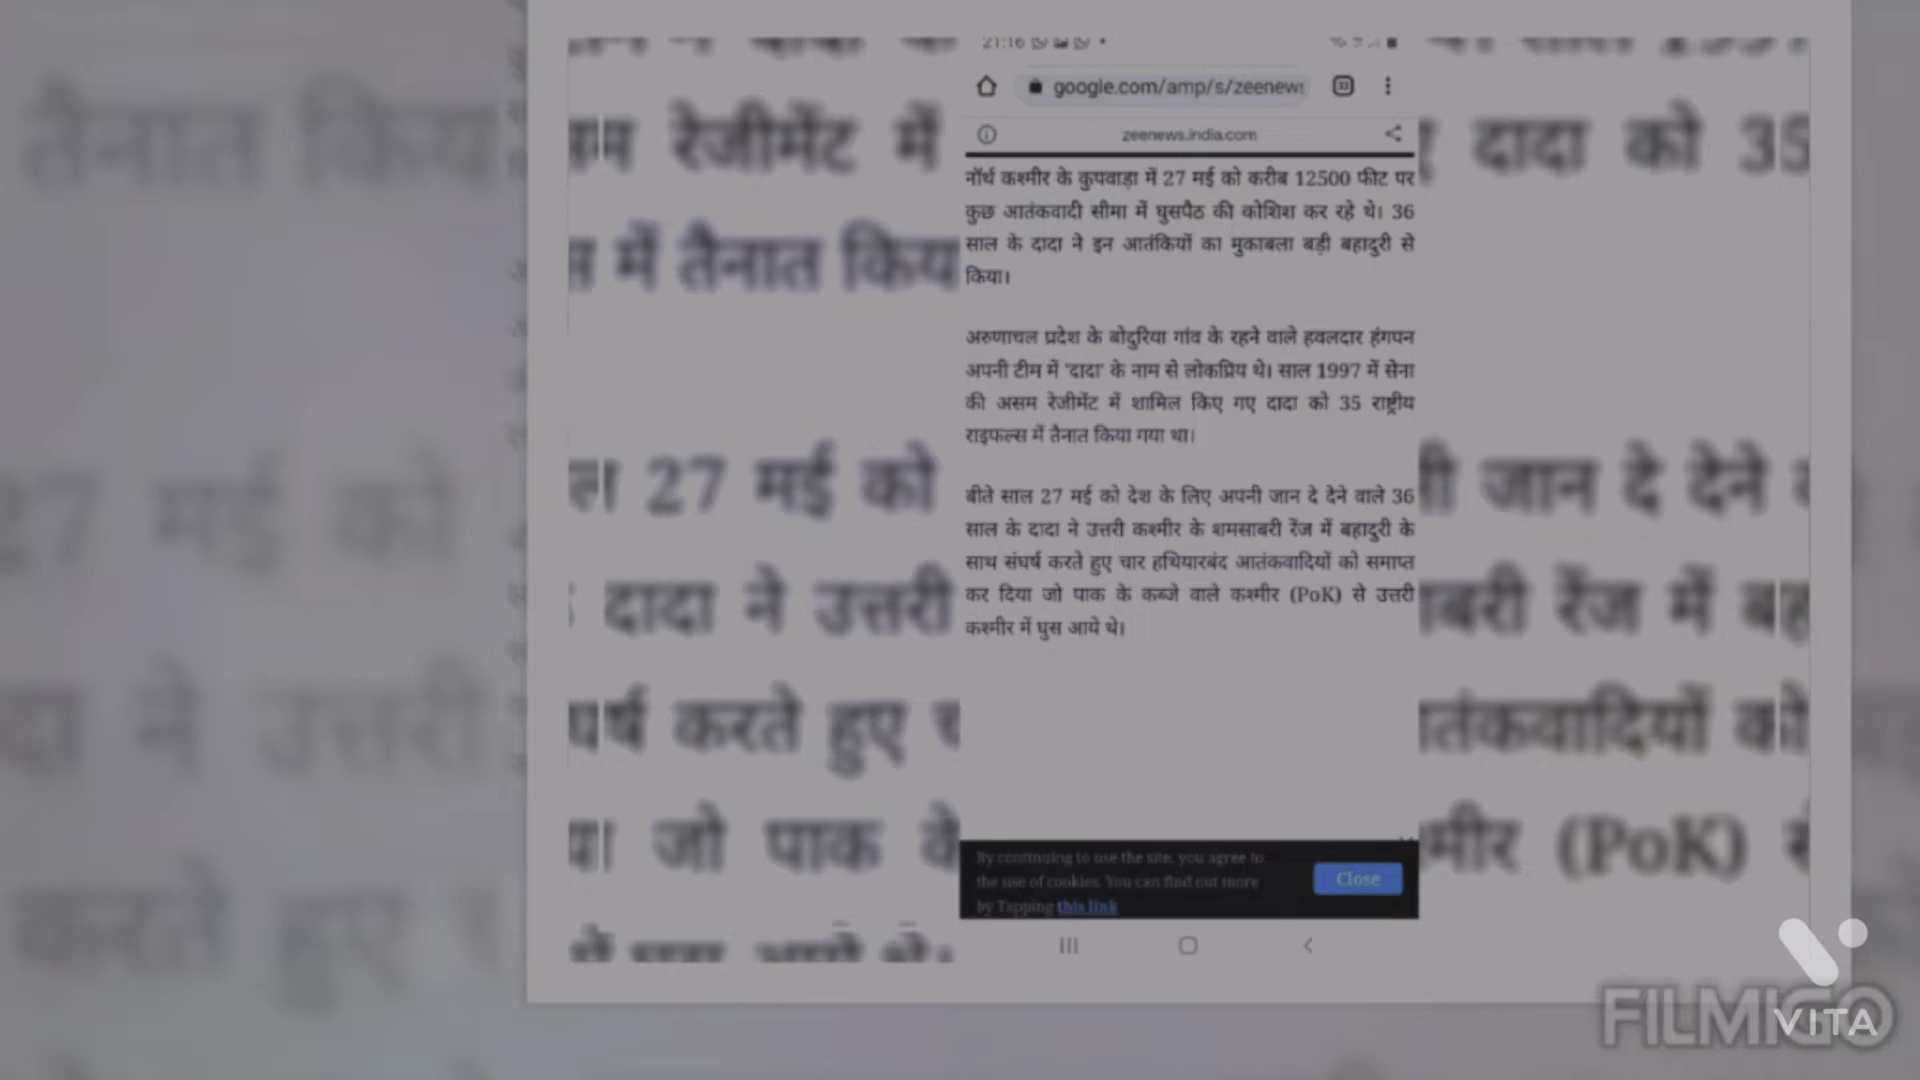 21:16
google.com/amp/s/zeenews
33
zeenews.india.com
नॉर्थ कश्मीर के कुपवाड़ा में 27 मई को करीब 12500 फीट पर
कुछ आतंकवादी सीमा में घुसपैठ की कोशिश कर रहे थे। 36
साल के दादा ने इन आतंकियों का मुकाबला बड़ी बहादुरी से
किया।
अरुणाचल प्रदेश के बोदुरिया गांव के रहने वाले हवलदार हंगपन
अपनी टीम में 'दादा' के नाम से लोकप्रिय थे। साल 1997 में सेना
की असम रेजीमेंट में शामिल किए गए दादा को 35 राष्ट्रीय
राइफल्स में तैनात किया गया था।
बीते साल 27 मई को देश के लिए अपनी जान दे देने वाले 36
साल के दादा ने उत्तरी कश्मीर के शमसाबरी रेंज में बहादुरी के
साथ संघर्ष करते हुए चार हथियारबंद आतंकवादियों को समाप्त
कर दिया जो पाक के कब्जे वाले कश्मीर (PoK) से उत्तरी
कश्मीर में घुस आये थे।
By continuing to use the site, you agree to
the use of cookies. You can find out more
by Tapping this link
Close
FILMIGO
VITA